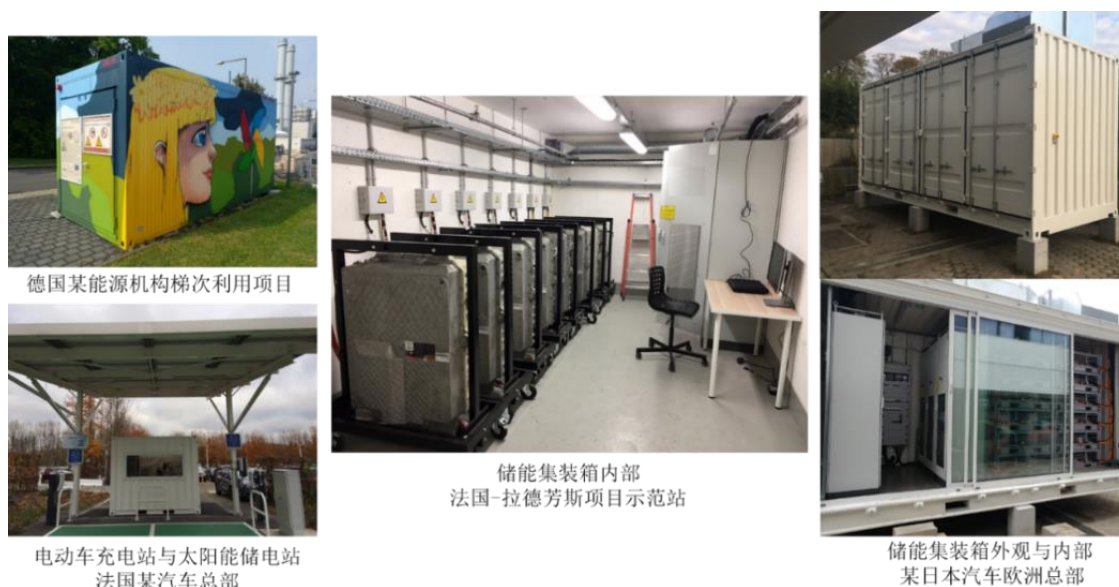 德国某能源机构梯次利用项目
电动车充电站与太阳能储电站
法国某汽车总部
储能集装箱内部
法国-拉德芳斯项目示范站
储能集装箱外观与内部
某日本汽车欧洲总部